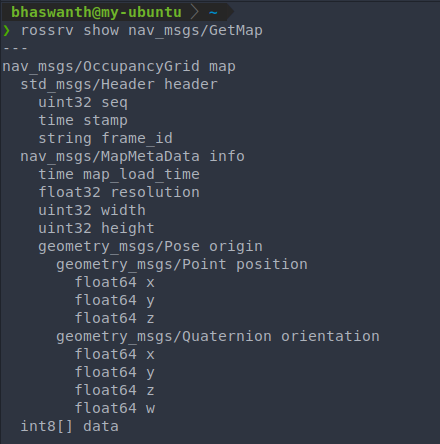 bhaswanth@my-ubuntu ~
❯ rossrv show nav_msgs/GetMap
---
nav_msgs/OccupancyGrid map
  std_msgs/Header header
    uint32 seq
    time stamp
    string frame_id
  nav_msgs/MapMetaData info
    time map_load_time
    float32 resolution
    uint32 width
    uint32 height
    geometry_msgs/Pose origin
      geometry_msgs/Point position
        float64 x
        float64 y
        float64 z
      geometry_msgs/Quaternion orientation
        float64 x
        float64 y
        float64 z
        float64 w
  int8[] data